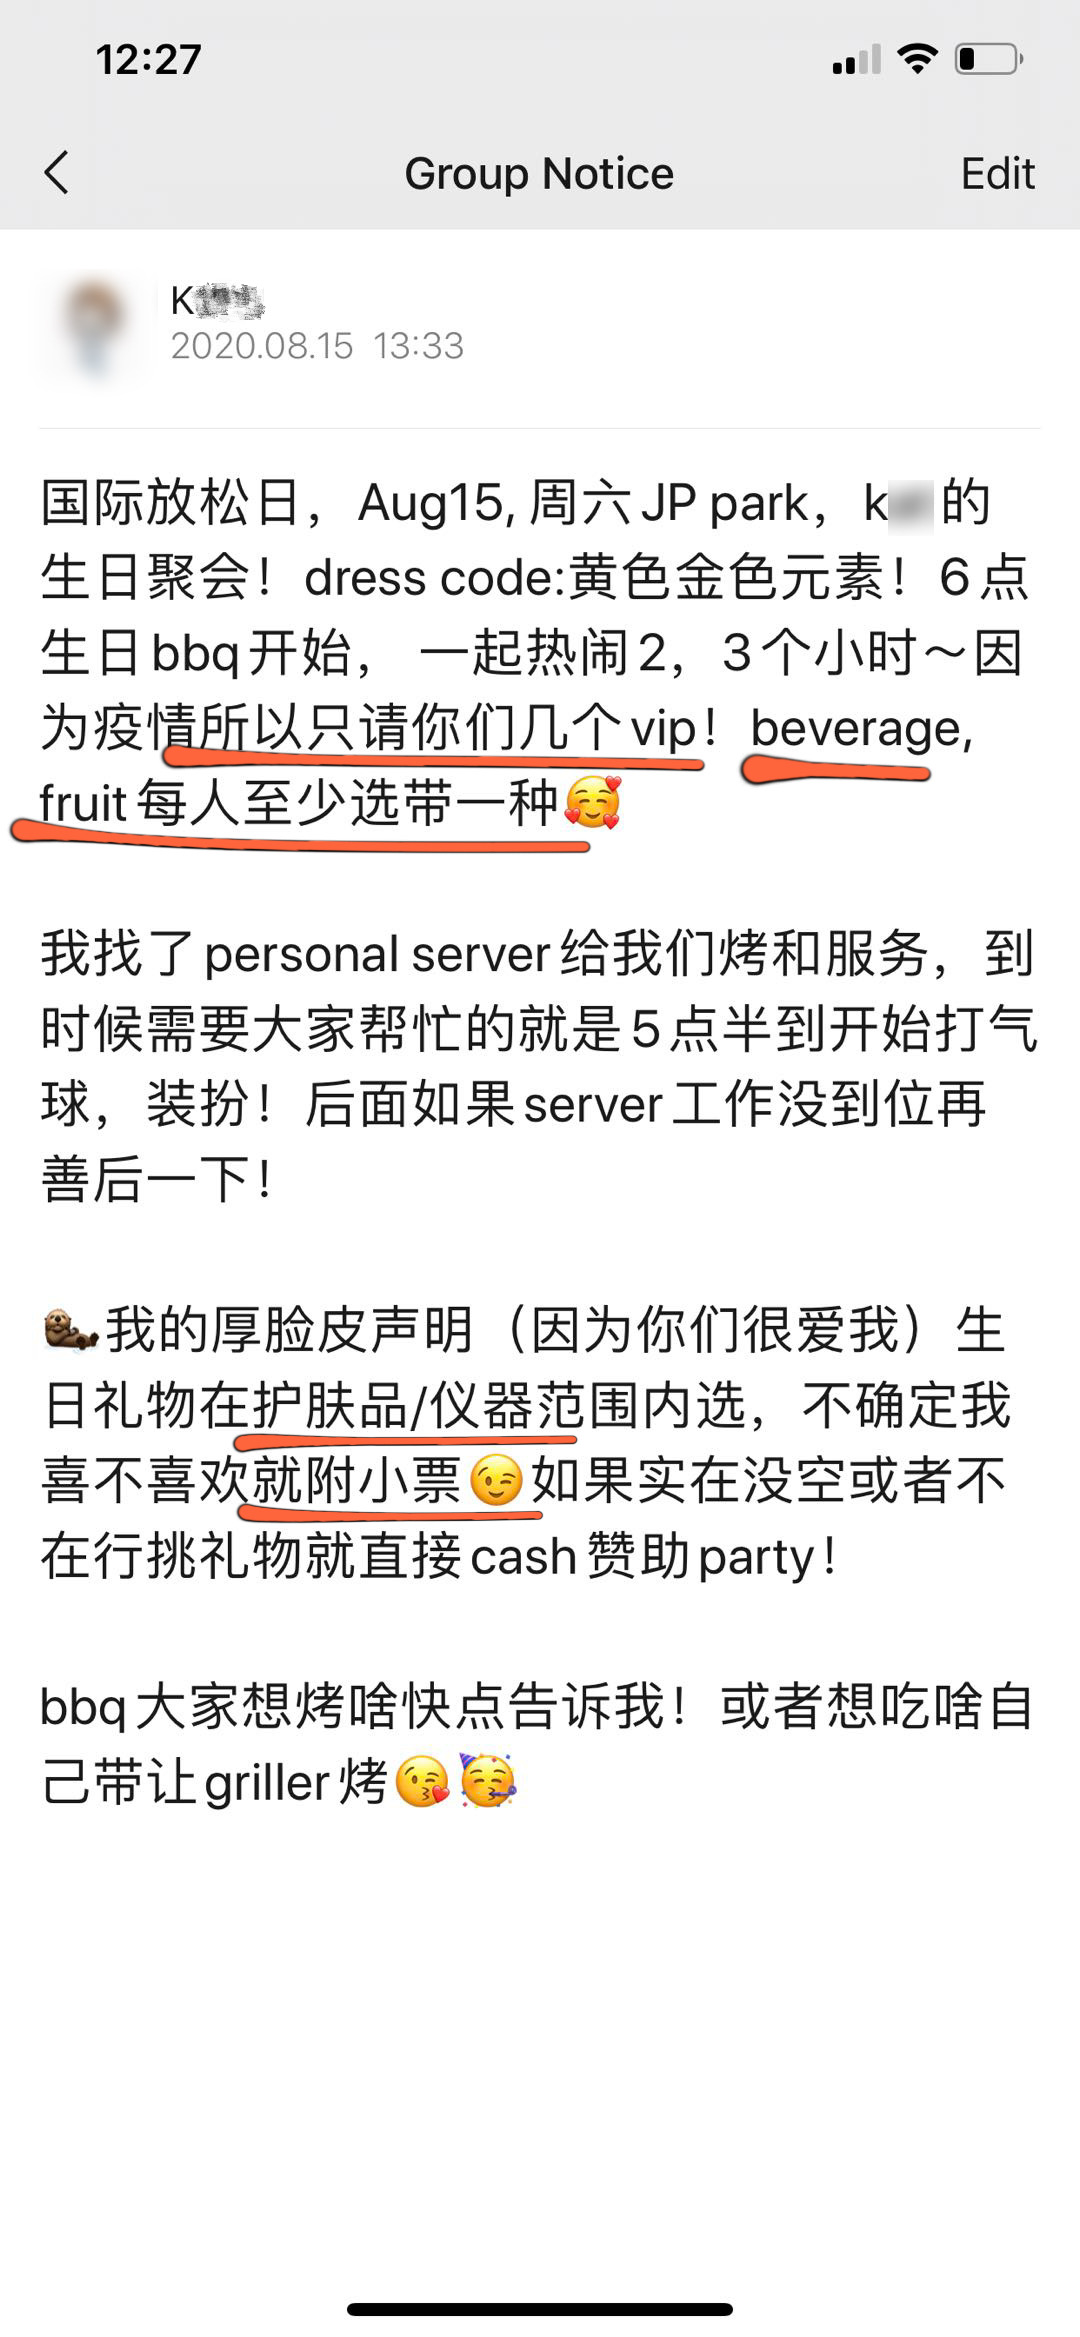 12:27
Group Notice
Edit
K
2020.08.15 13:33
国际放松日，Aug15, 周六JP park，k的
生日聚会！dress code:黄色金色元素！6点
生日bbq开始， 一起热闹2，3个小时～因
为疫情所以只请你们几个vip！beverage,
fruit每人至少选带一种🥰
我找了personal server给我们烤和服务，到
时候需要大家帮忙的就是5点半到开始打气
球，装扮！后面如果server工作没到位再
善后一下！
🦦我的厚脸皮声明（因为你们很爱我）生
日礼物在护肤品/仪器范围内选，不确定我
喜不喜欢就附小票😉如果实在没空或者不
在行挑礼物就直接cash赞助party！
bbq大家想烤啥快点告诉我！或者想吃啥自
己带让griller烤😘🥳